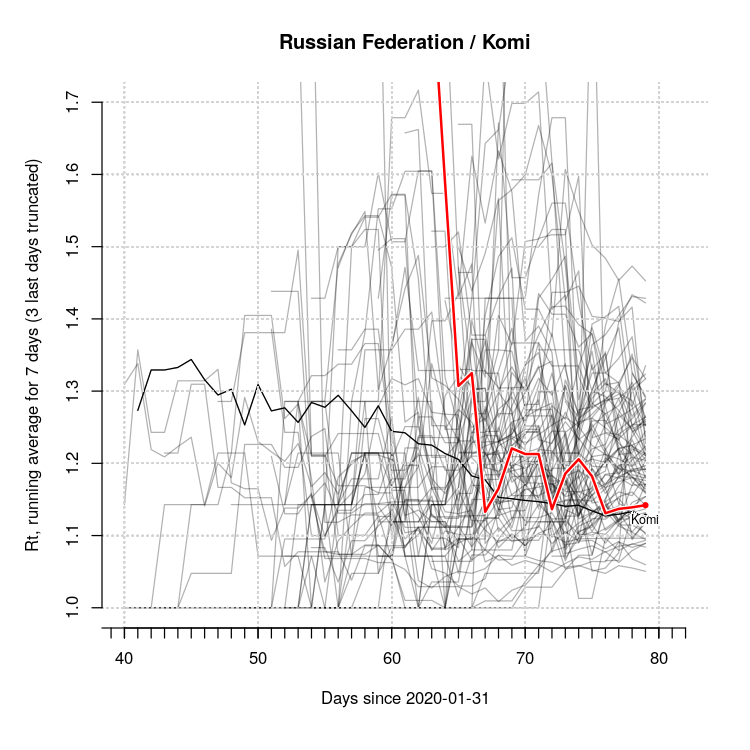 Russian Federation / Komi
Rt, running average for 7 days (3 last days truncated)
1.7
1.6
1.5
1.4
1.3
1.2
1.1
1.0
Komi
40 50 60 70 80
Days since 2020-01-31